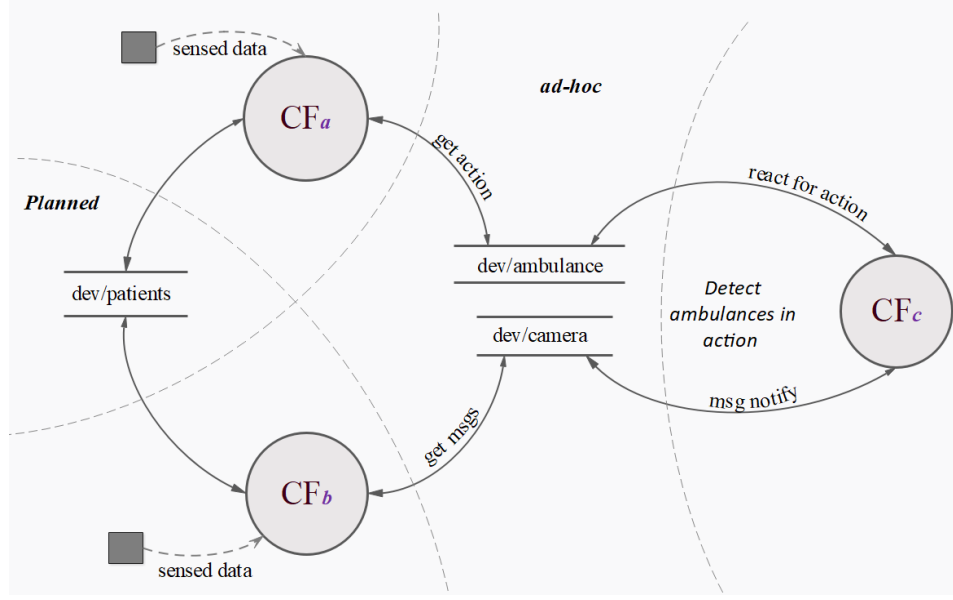 sensed data
CFa
ad-hoc
get action
Planned
react for action
dev/patients
dev/ambulance
Detect
ambulances in
action
CFc
dev/camera
msg notify
get msgs
CFb
sensed data